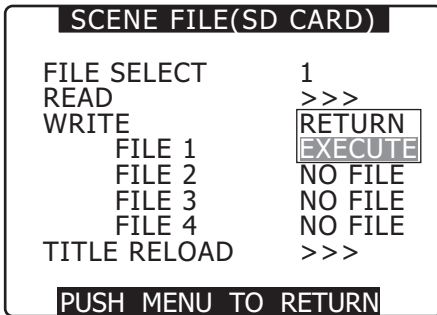 SCENE FILE(SD CARD)
FILE SELECT 1
READ >>>
WRITE RETURN
FILE 1 EXECUTE
FILE 2 NO FILE
FILE 3 NO FILE
FILE 4 NO FILE
TITLE RELOAD >>>
PUSH MENU TO RETURN